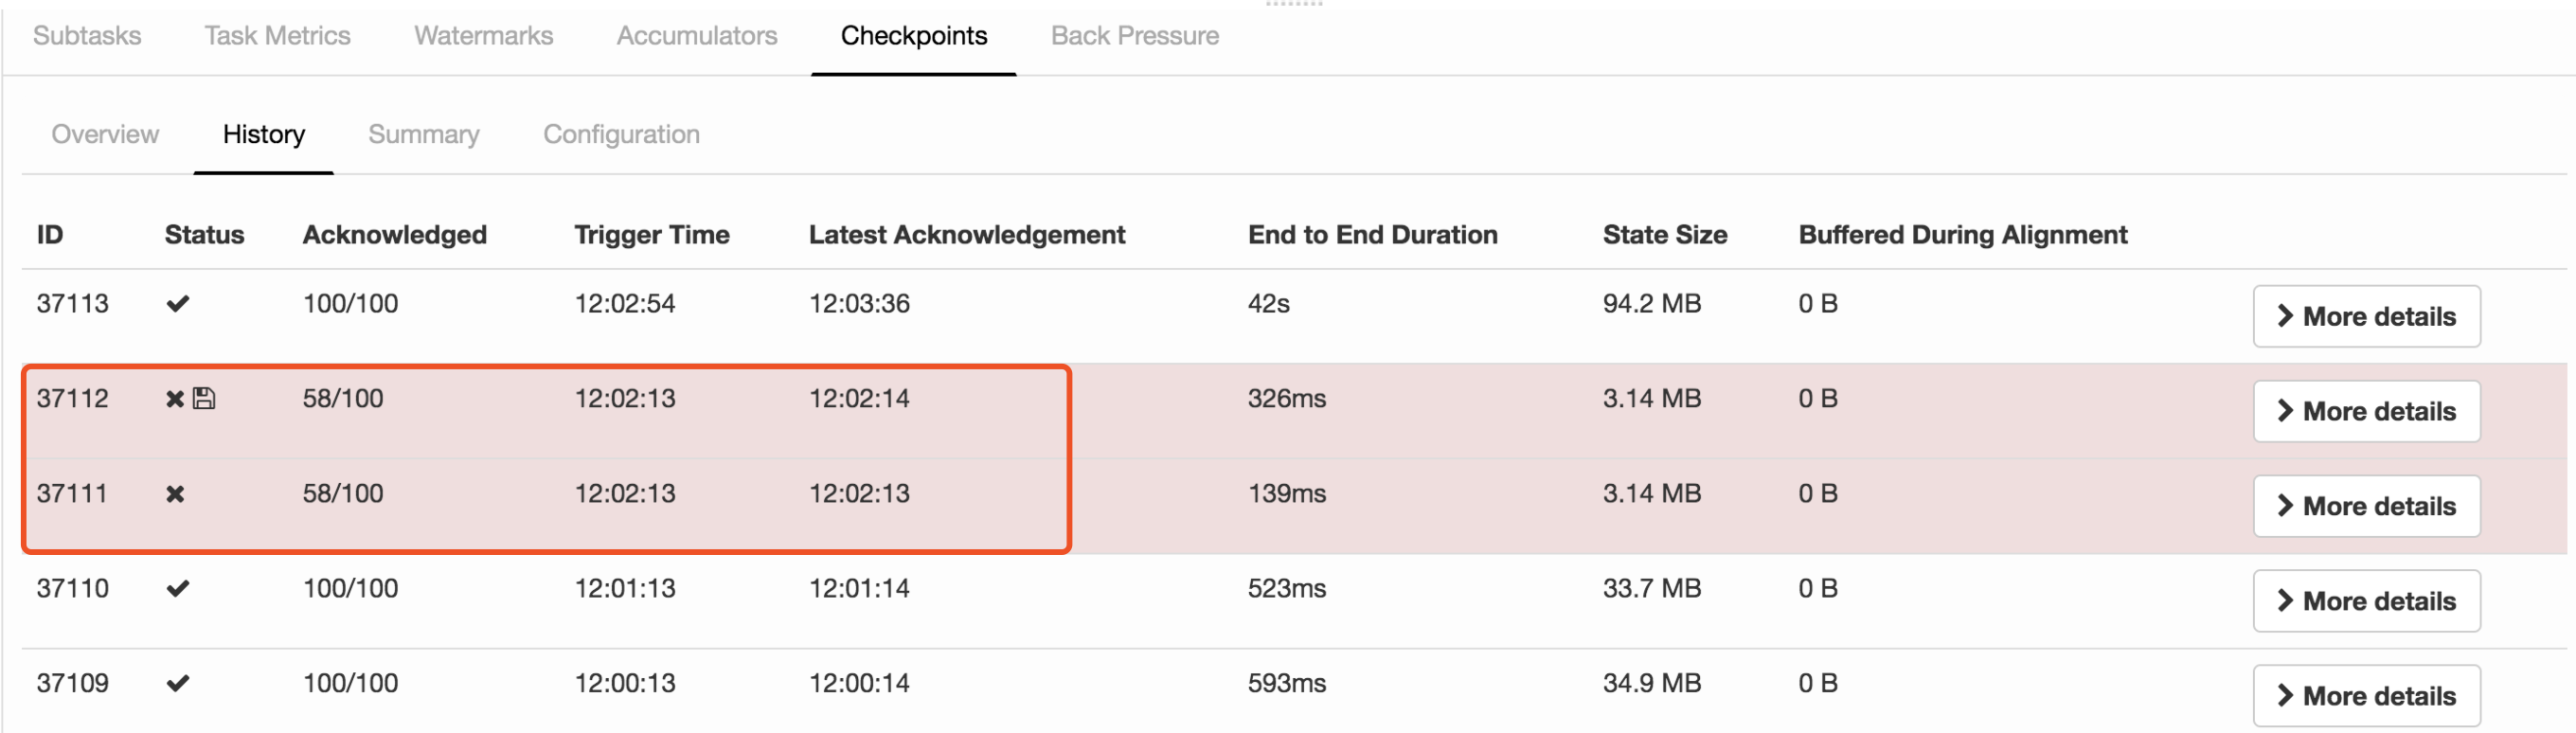 Subtasks Task Metrics Watermarks Accumulators Checkpoints Back Pressure
Overview History Summary Configuration
ID Status Acknowledged Trigger Time Latest Acknowledgement End to End Duration State Size Buffered During Alignment
37113 100/100 12:02:54 12:03:36 42s 94.2 MB 0 B More details
37112 58/100 12:02:13 12:02:14 326ms 3.14 MB 0 B More details
37111 58/100 12:02:13 12:02:13 139ms 3.14 MB 0 B More details
37110 100/100 12:01:13 12:01:14 523ms 33.7 MB 0 B More details
37109 100/100 12:00:13 12:00:14 593ms 34.9 MB 0 B More details